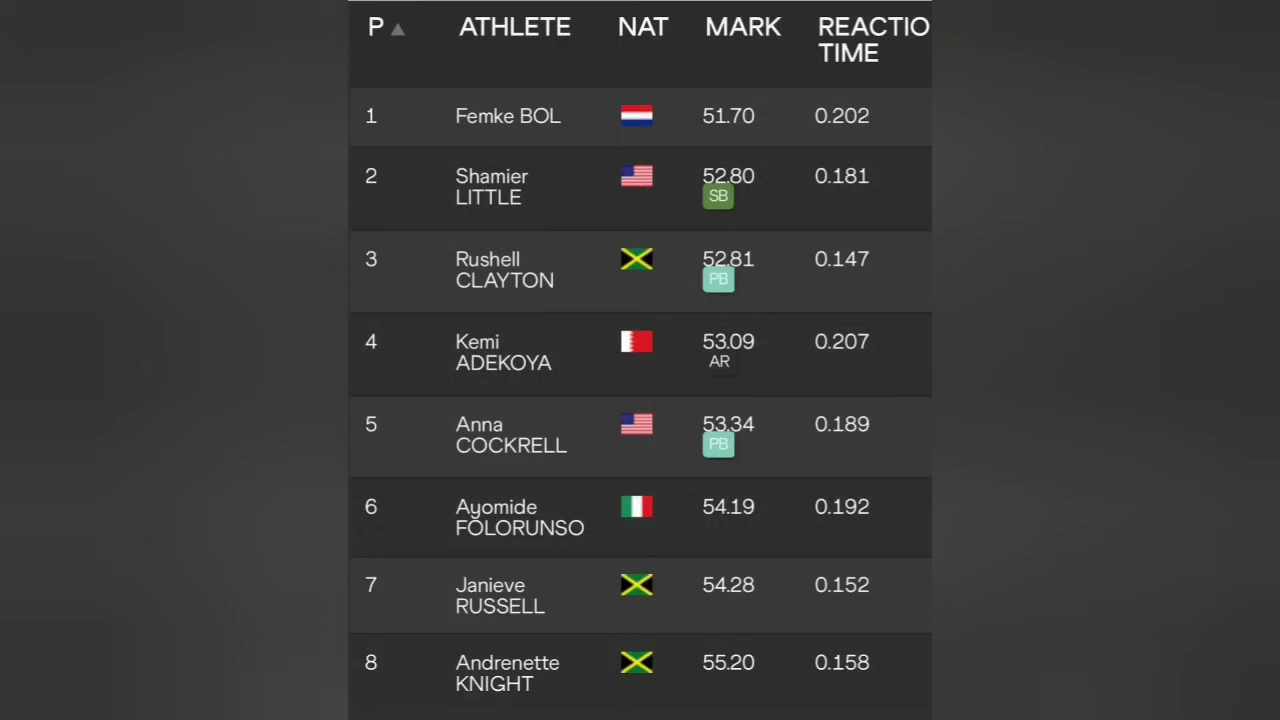 P ▲ ATHLETE NAT MARK REACTIO
TIME
1 Femke BOL 51.70 0.202
2 Shamier 52.80 0.181
LITTLE SB
3 Rushell 52.81 0.147
CLAYTON PB
4 Kemi 53.09 0.207
ADEKOYA AR
5 Anna 53.34 0.189
COCKRELL PB
6 Ayomide 54.19 0.192
FOLORUNSO
7 Janieve 54.28 0.152
RUSSELL
8 Andrenette 55.20 0.158
KNIGHT